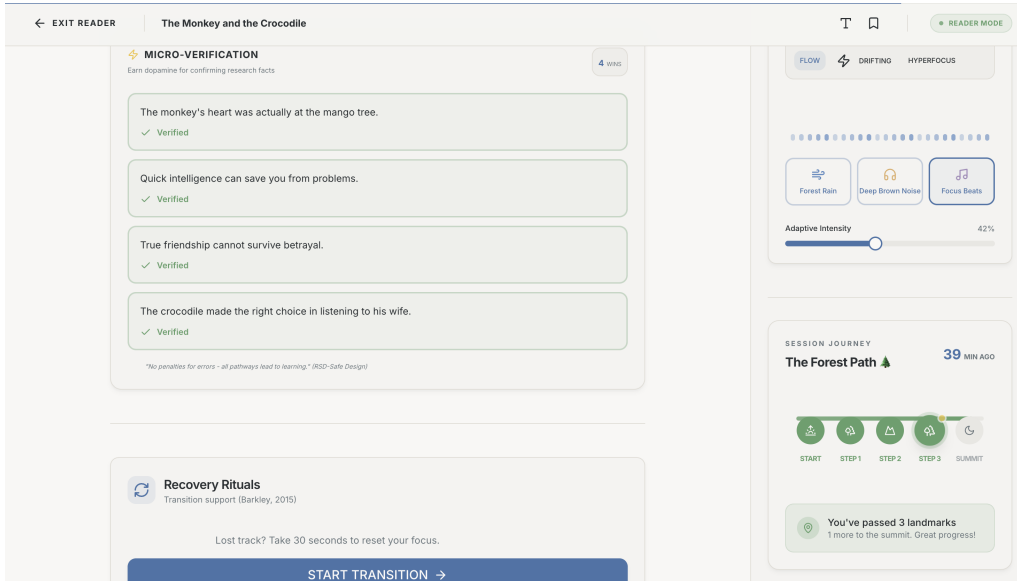 EXIT READER
The Monkey and the Crocodile
READER MODE
MICRO-VERIFICATION
Earn dopamine for confirming research facts
4 WINS
The monkey's heart was actually at the mango tree.
Verified
Quick intelligence can save you from problems.
Verified
True friendship cannot survive betrayal.
Verified
The crocodile made the right choice in listening to his wife.
Verified
"No penalties for errors - all pathways lead to learning." (RSD-Safe Design)
Recovery Rituals
Transition support (Barkley, 2015)
Lost track? Take 30 seconds to reset your focus.
START TRANSITION →
FLOW
DRIFTING
HYPERFOCUS
Forest Rain
Deep Brown Noise
Focus Beats
Adaptive Intensity
42%
SESSION JOURNEY
The Forest Path 🌲
39 MIN AGO
START
STEP 1
STEP 2
STEP 3
SUMMIT
You've passed 3 landmarks
1 more to the summit. Great progress!